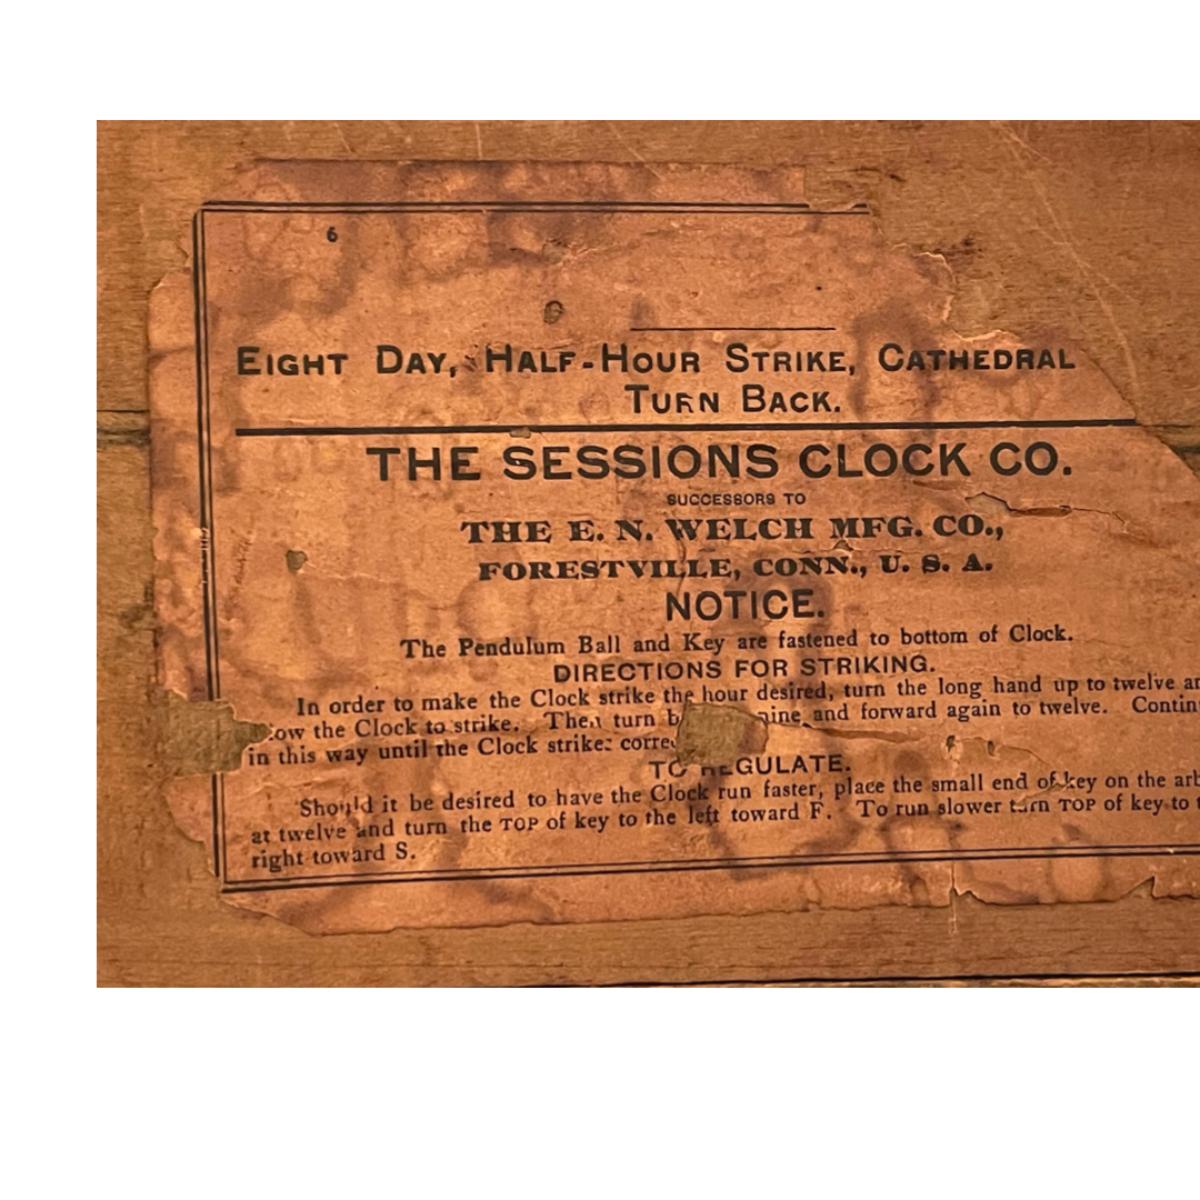 6
EIGHT DAY, HALF-HOUR STRIKE, CATHEDRAL
TURN BACK.
THE SESSIONS CLOCK CO.
SUCCESSORS TO
THE E. N. WELCH MFG. CO.,
FORESTVILLE, CONN., U. S. A.
NOTICE.
The Pendulum Ball and Key are fastened to bottom of Clock.
DIRECTIONS FOR STRIKING.
In order to make the Clock strike the hour desired, turn the long hand up to twelve
the Clock to strike. Then turn and forward again to twelve.
in this way until the Clock strikes
TO REGULATE.
Should it be desired to have the Clock run faster, place the small end of key on the
at twelve and turn the TOP of key to the left toward F. To run slower turn TOP of key to
right toward S.